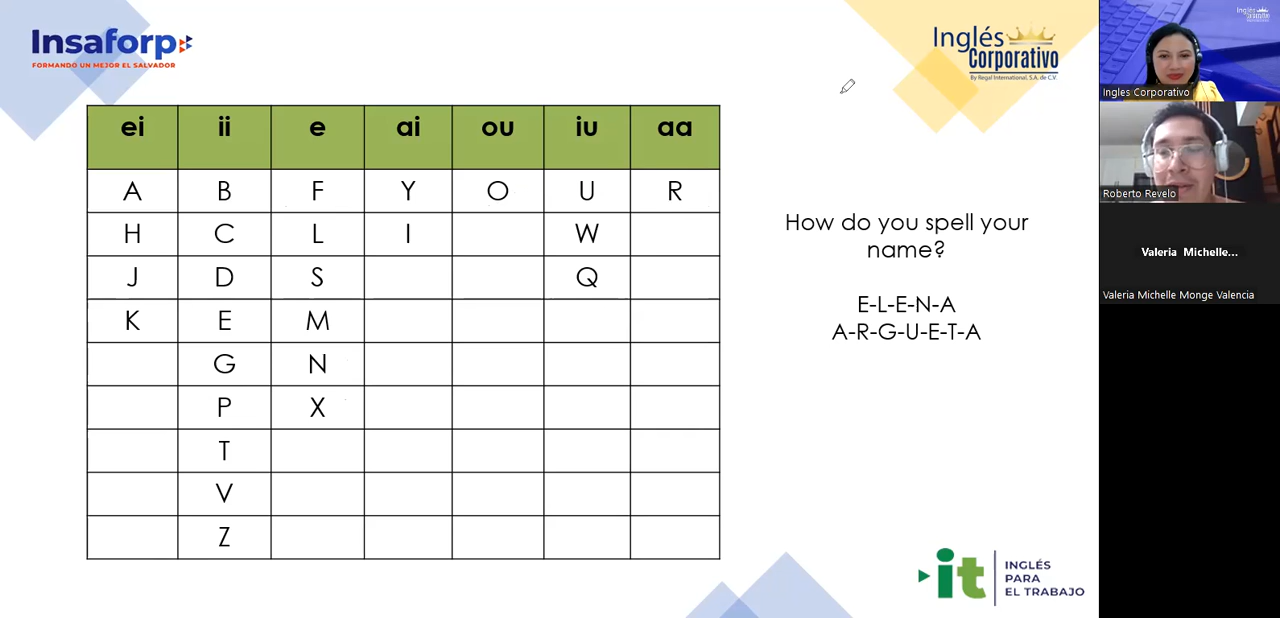 Insaforp
FORMANDO UN MEJOR EL SALVADOR
Inglés
Corporativo
By Regal International, S.A. de C.V.
ei ii e ai ou iu aa
A B F Y O U R
H C L I W
J D S Q
K E M
G N
P X
T
V
Z
How do you spell your
name?
E-L-E-N-A
A-R-G-U-E-T-A
it
INGLÉS
PARA
EL TRABAJO
Ingles Corporativo
Roberto Revelo
Valeria Michelle...
Valeria Michelle Monge Valencia